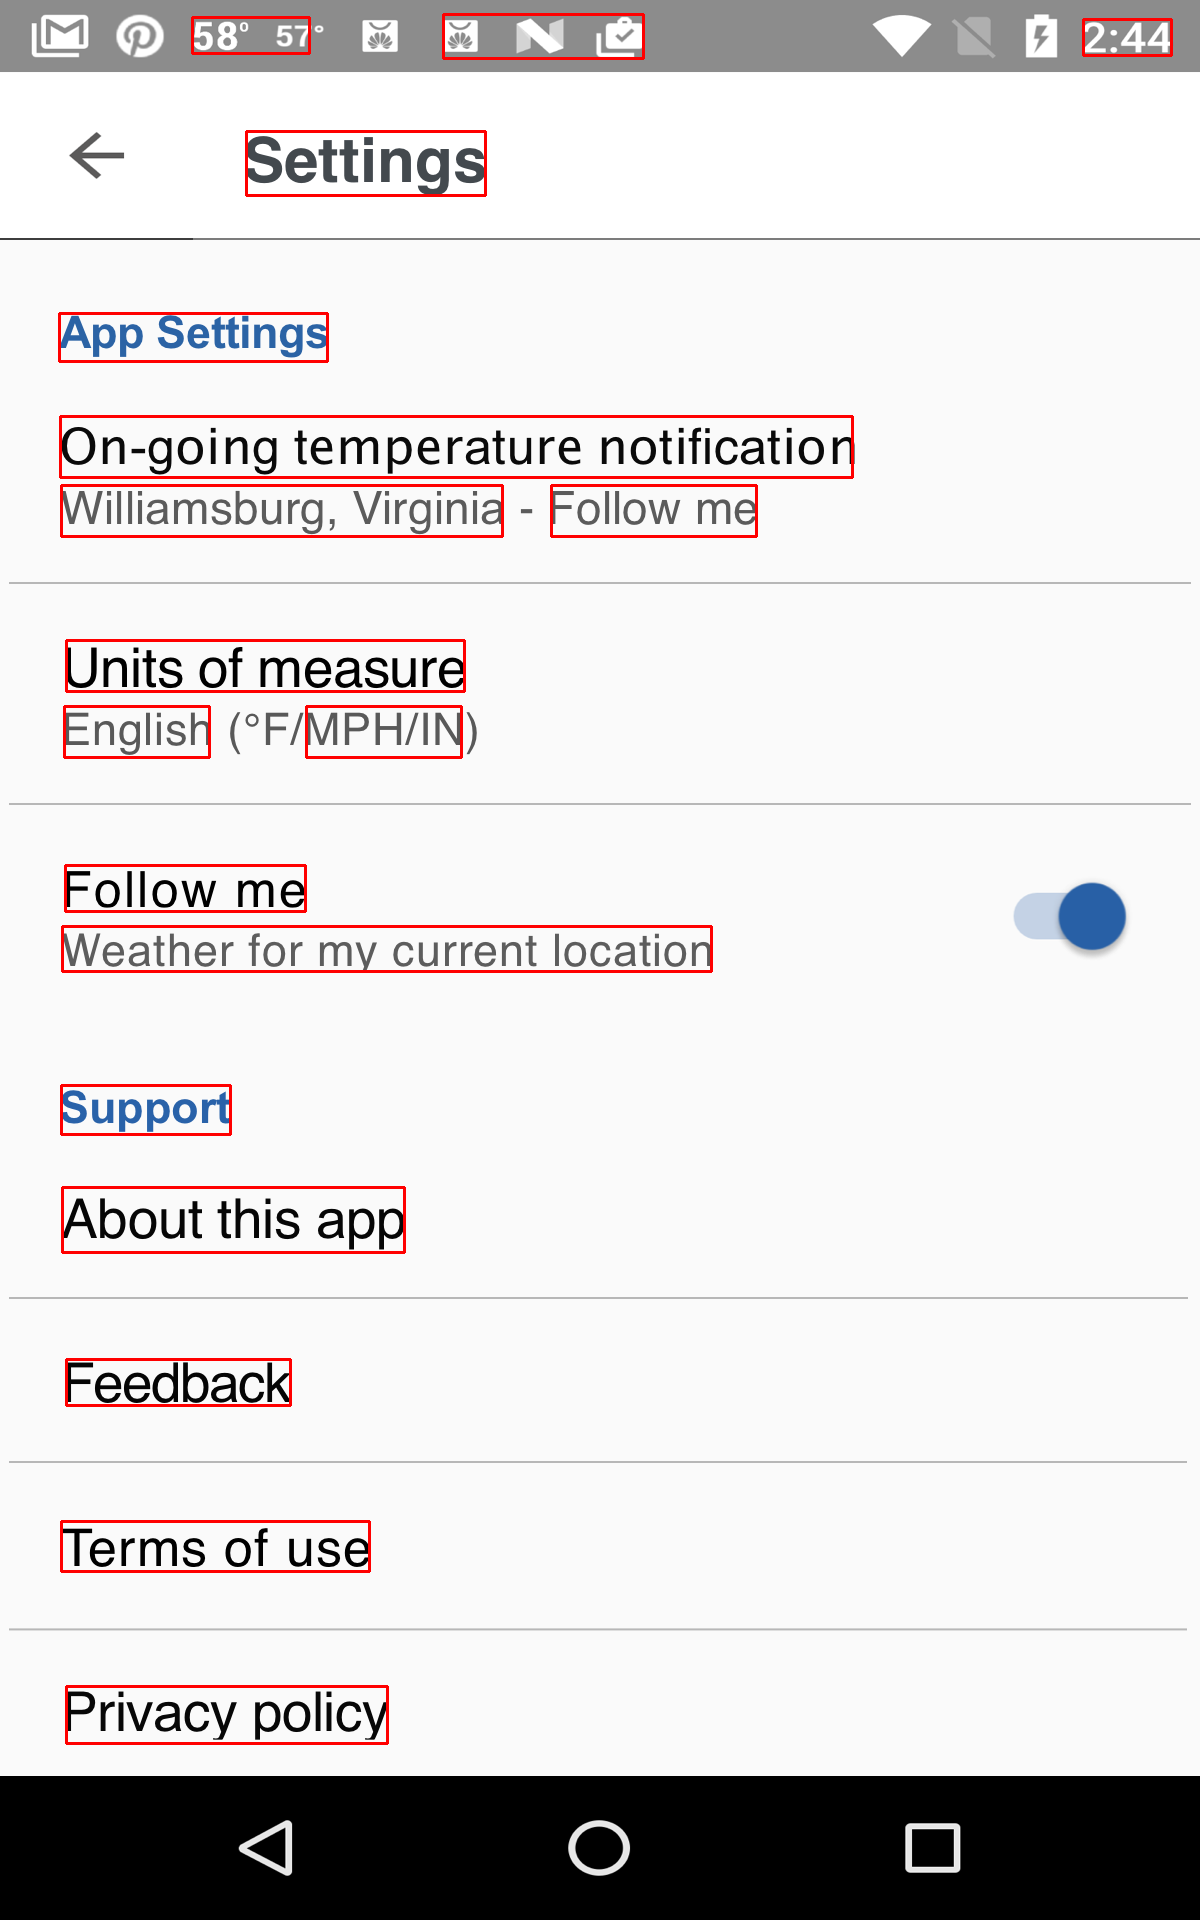 58° 57° 2:44
Settings
App Settings
On-going temperature notification
Williamsburg, Virginia - Follow me
Units of measure
English (°F/MPH/IN)
Follow me
Weather for my current location
Support
About this app
Feedback
Terms of use
Privacy policy